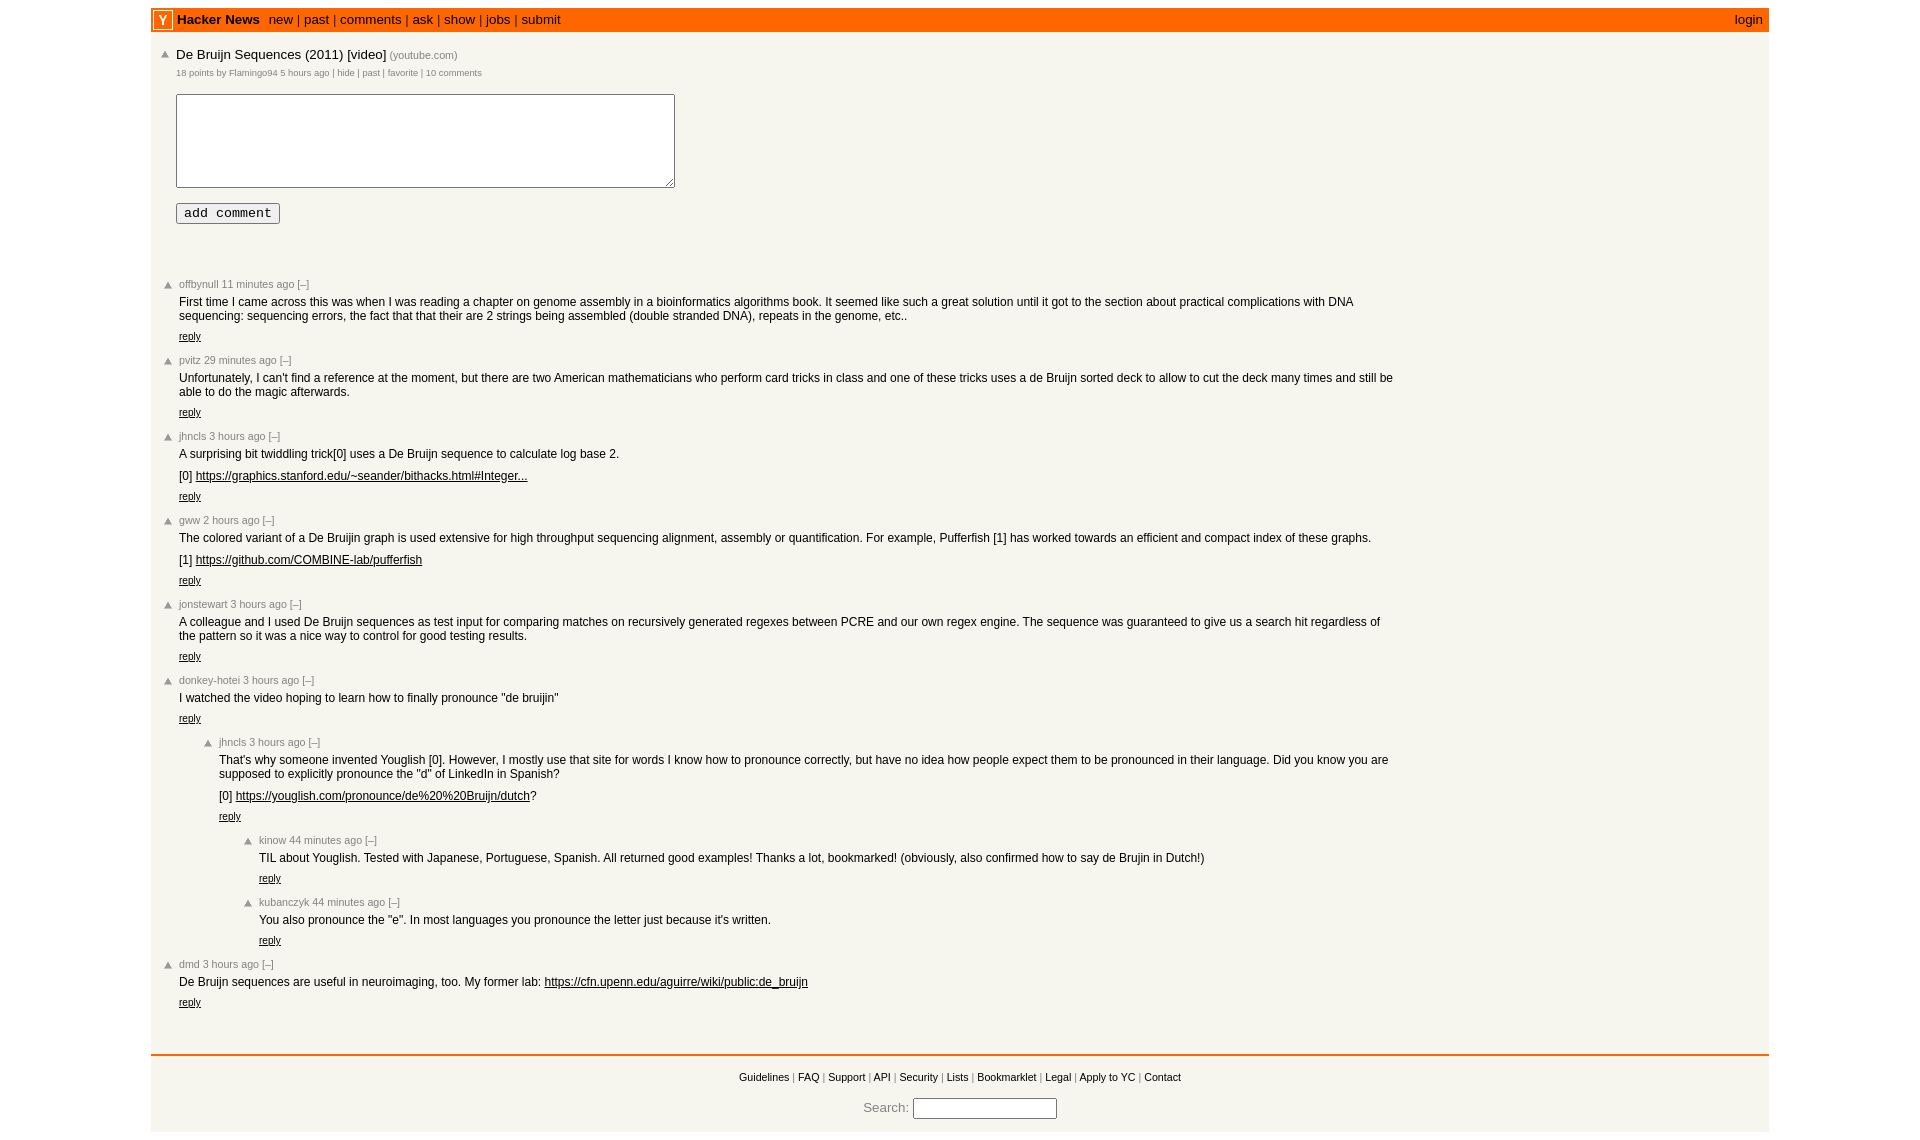 Y Hacker News new | past | comments | ask | show | jobs | submit login
De Bruijn Sequences (2011) [video] (youtube.com)
18 points by Flamingo94 5 hours ago | hide | past | favorite | 10 comments
add comment
offbynull 11 minutes ago [–]
First time I came across this was when I was reading a chapter on genome assembly in a bioinformatics algorithms book. It seemed like such a great solution until it got to the section about practical complications with DNA
sequencing: sequencing errors, the fact that that their are 2 strings being assembled (double stranded DNA), repeats in the genome, etc..
reply
pvitz 29 minutes ago [–]
Unfortunately, I can't find a reference at the moment, but there are two American mathematicians who perform card tricks in class and one of these tricks uses a de Bruijn sorted deck to allow to cut the deck many times and still be
able to do the magic afterwards.
reply
jhncls 3 hours ago [–]
A surprising bit twiddling trick[0] uses a De Bruijn sequence to calculate log base 2.
[0] https://graphics.stanford.edu/~seander/bithacks.html#Integer...
reply
gww 2 hours ago [–]
The colored variant of a De Bruijin graph is used extensive for high throughput sequencing alignment, assembly or quantification. For example, Pufferfish [1] has worked towards an efficient and compact index of these graphs.
[1] https://github.com/COMBINE-lab/pufferfish
reply
jonstewart 3 hours ago [–]
A colleague and I used De Bruijn sequences as test input for comparing matches on recursively generated regexes between PCRE and our own regex engine. The sequence was guaranteed to give us a search hit regardless of
the pattern so it was a nice way to control for good testing results.
reply
donkey-hotei 3 hours ago [–]
I watched the video hoping to learn how to finally pronounce "de bruijin"
reply
jhncls 3 hours ago [–]
That's why someone invented Youglish [0]. However, I mostly use that site for words I know how to pronounce correctly, but have no idea how people expect them to be pronounced in their language. Did you know you are
supposed to explicitly pronounce the "d" of LinkedIn in Spanish?
[0] https://youglish.com/pronounce/de%20%20Bruijn/dutch?
reply
kinow 44 minutes ago [–]
TIL about Youglish. Tested with Japanese, Portuguese, Spanish. All returned good examples! Thanks a lot, bookmarked! (obviously, also confirmed how to say de Brujin in Dutch!)
reply
kubanczyk 44 minutes ago [–]
You also pronounce the "e". In most languages you pronounce the letter just because it's written.
reply
dmd 3 hours ago [–]
De Bruijn sequences are useful in neuroimaging, too. My former lab: https://cfn.upenn.edu/aguirre/wiki/public:de_bruijn
reply
Guidelines | FAQ | Support | API | Security | Lists | Bookmarklet | Legal | Apply to YC | Contact
Search: